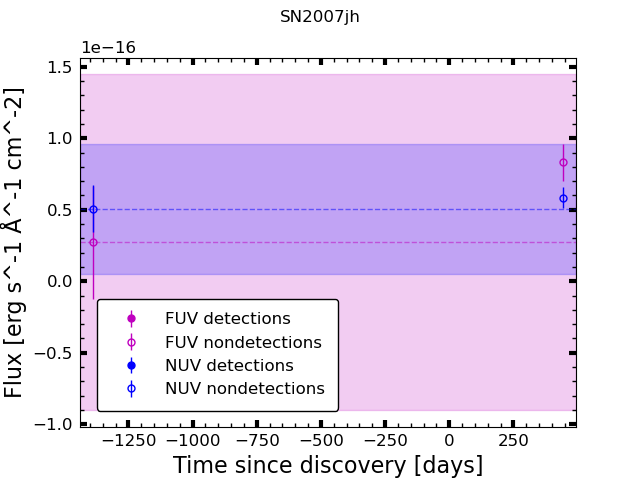 SN2007jh
1e−16
1.5
1.0
0.5
0.0
−0.5
−1.0
Flux [erg s^-1 Å^-1 cm^-2]
FUV detections
FUV nondetections
NUV detections
NUV nondetections
−1250 −1000 −750 −500 −250 0 250
Time since discovery [days]